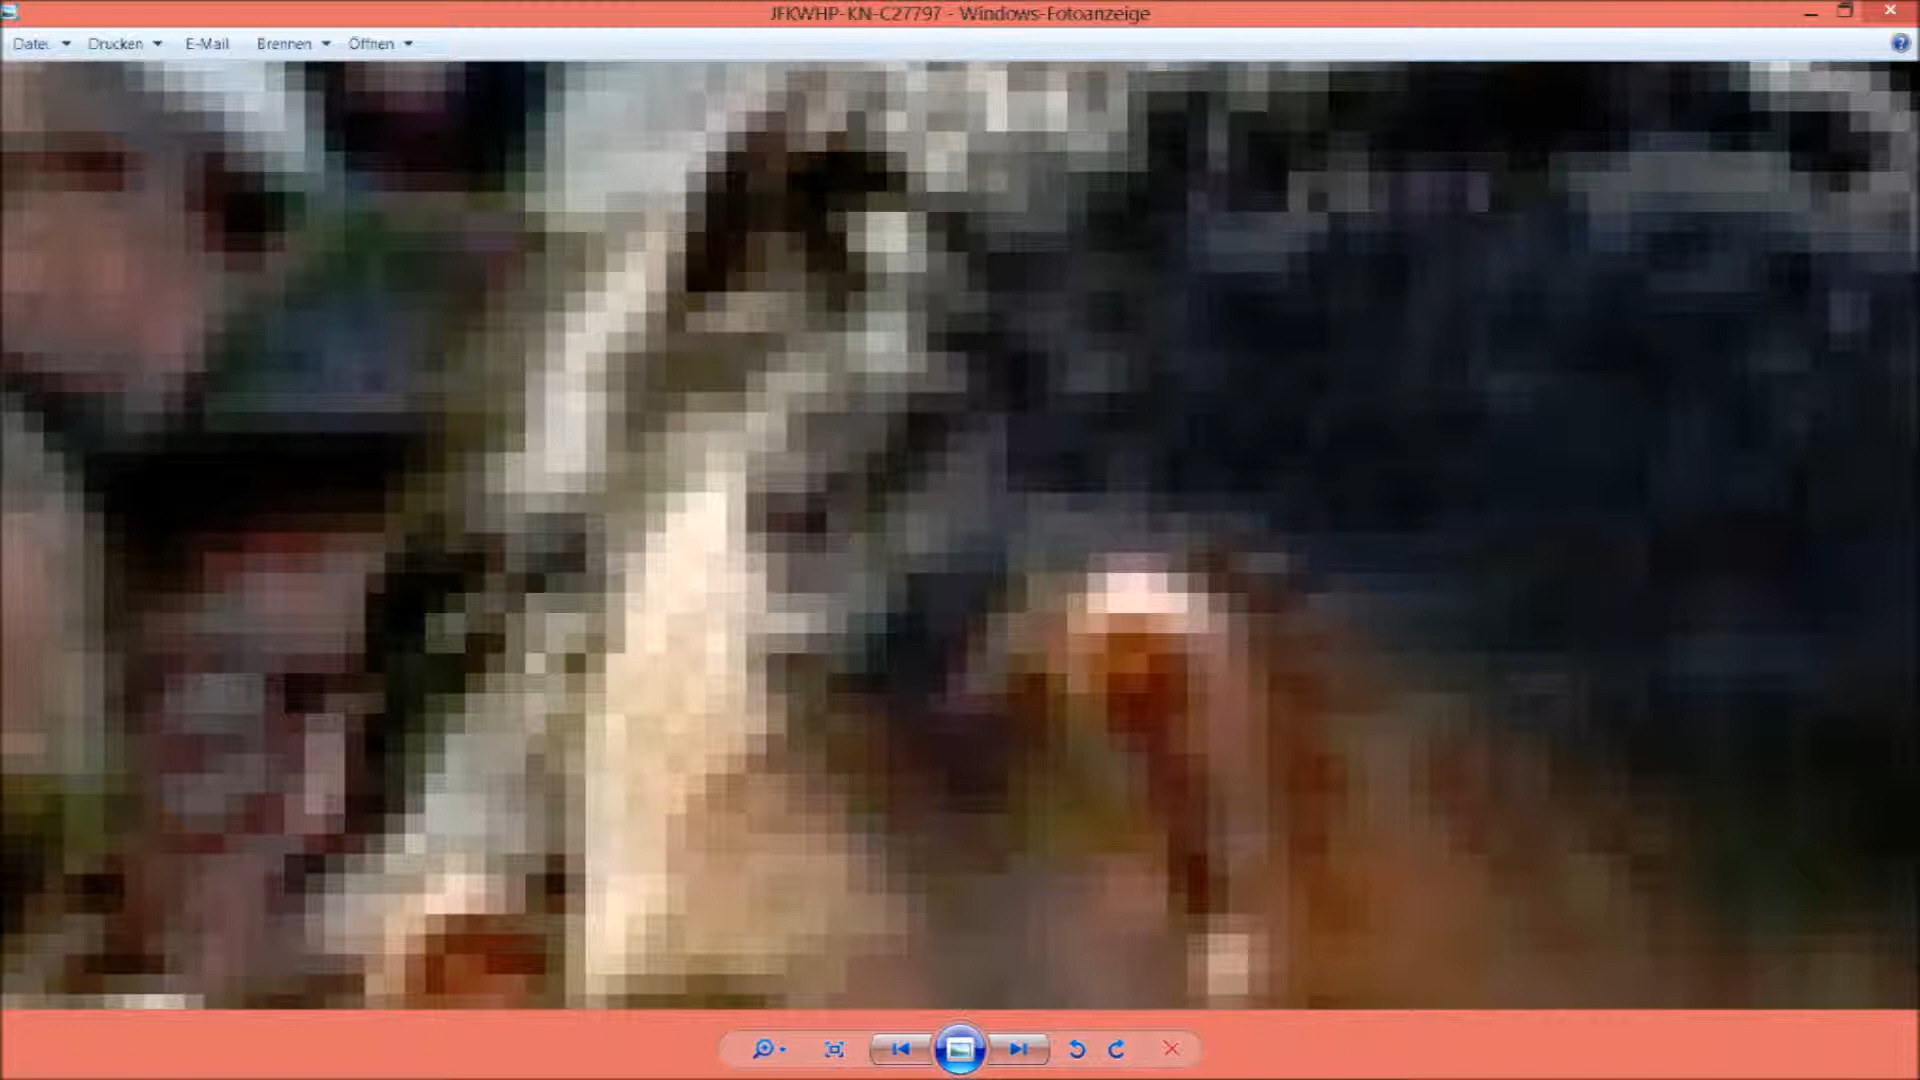 JFKWHP-KN-C27797 - Windows-Fotoanzeige
Datei Drucken E-Mail Brennen Öffnen